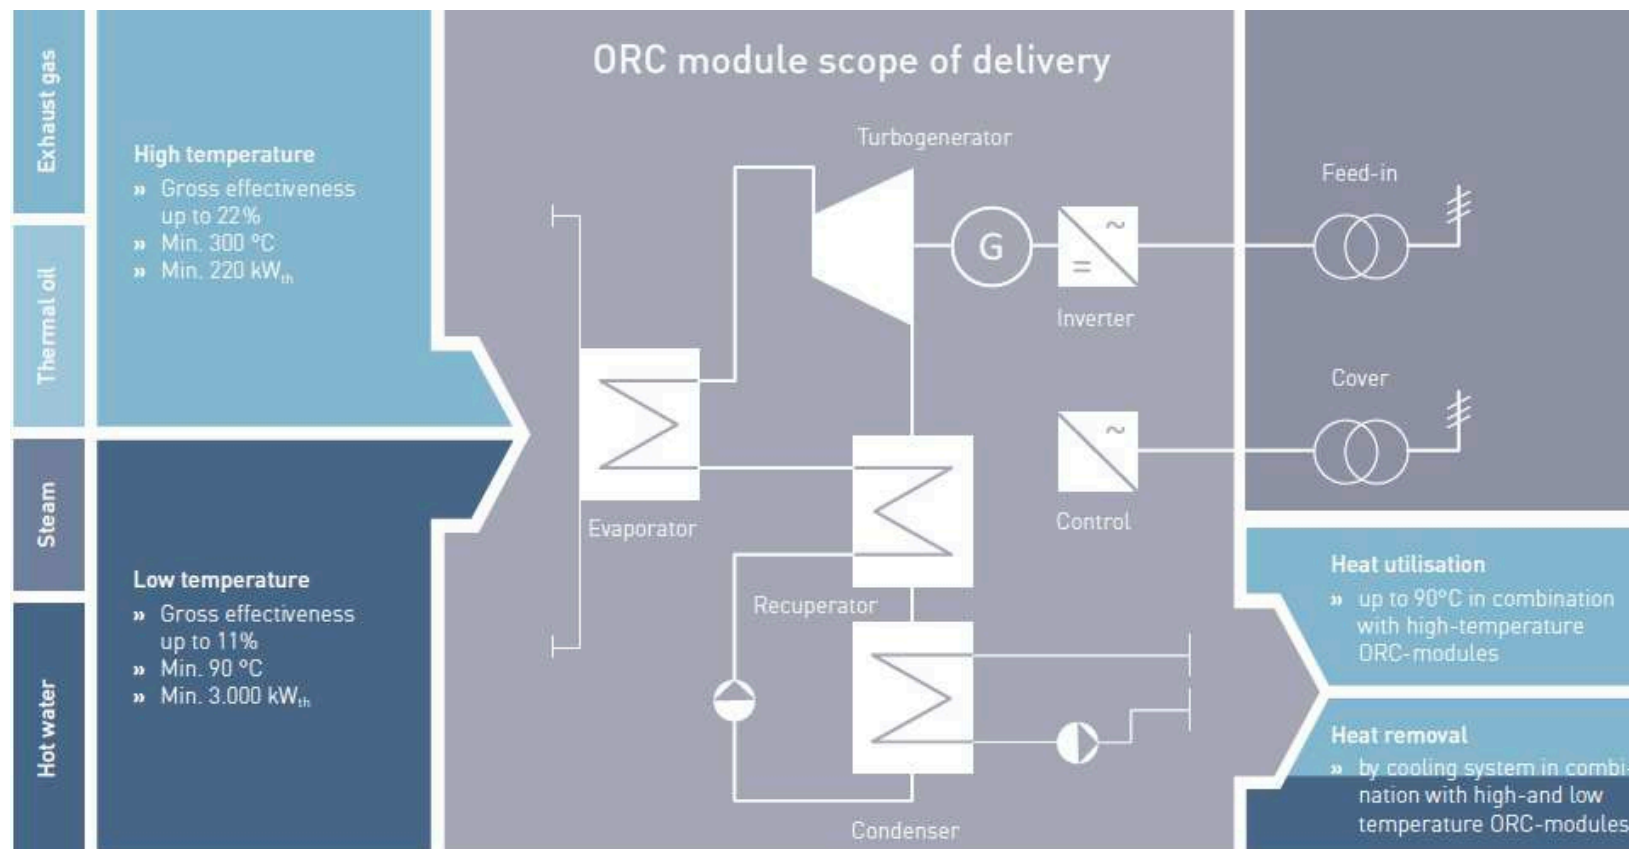 Exhaust gas
Thermal oil
Steam
Hot water
High temperature
» Gross effectiveness
up to 22%
» Min. 300 °C
» Min. 220 kWth
Low temperature
» Gross effectiveness
up to 11%
» Min. 90 °C
» Min. 3.000 kWth
ORC module scope of delivery
Turbogenerator
G
~
=
Inverter
Evaporator
~
Control
Recuperator
Condenser
Feed-in
Cover
Heat utilisation
» up to 90°C in combination
with high-temperature
ORC-modules
Heat removal
» by cooling system in combi-
nation with high-and low
temperature ORC-modules